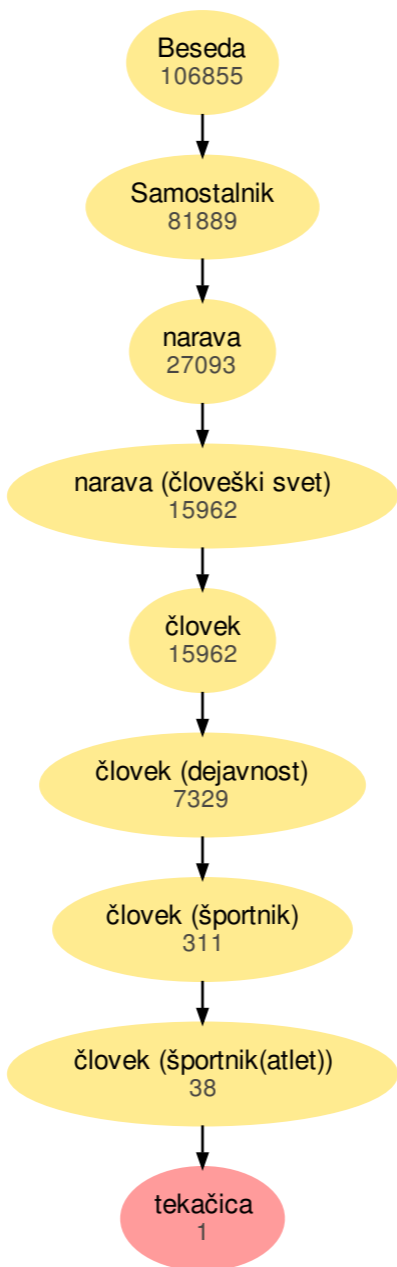 Beseda
106855
Samostalnik
81889
narava
27093
narava (človeški svet)
15962
človek
15962
človek (dejavnost)
7329
človek (športnik)
311
človek (športnik(atlet))
38
tekačica
1